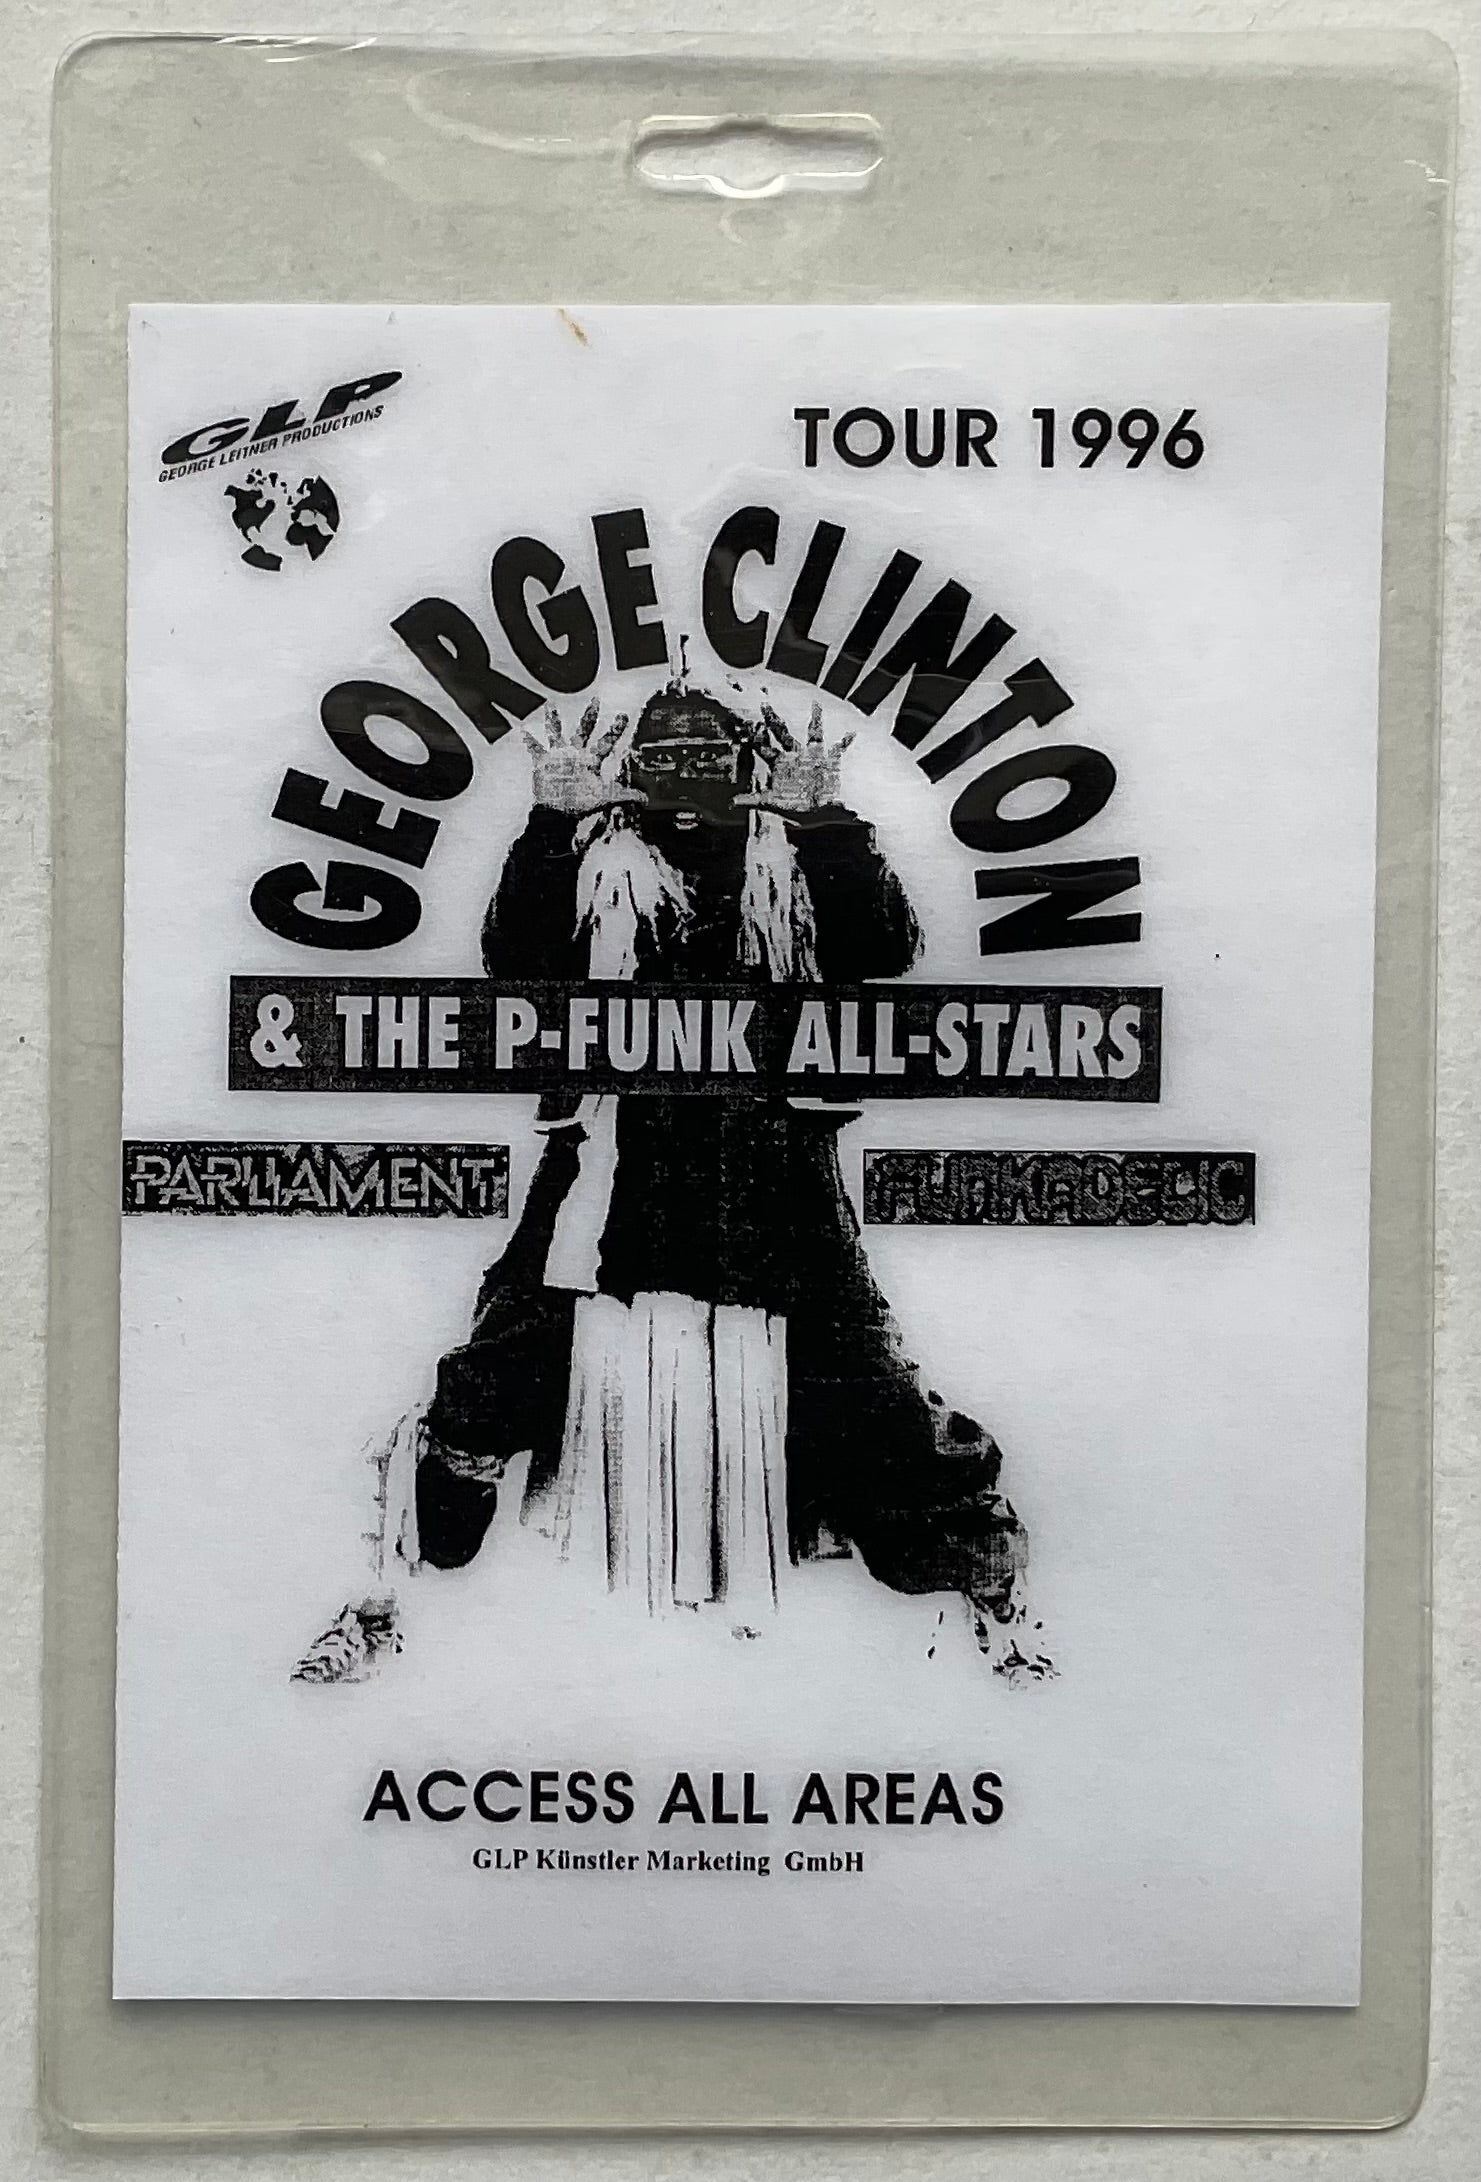 GLP
GEORGE LEITNER PRODUCTIONS
TOUR 1996
GEORGE CLINTON
& THE P-FUNK ALL-STARS
PARLIAMENT
FUNKADELIC
ACCESS ALL AREAS
GLP Künstler Marketing GmbH